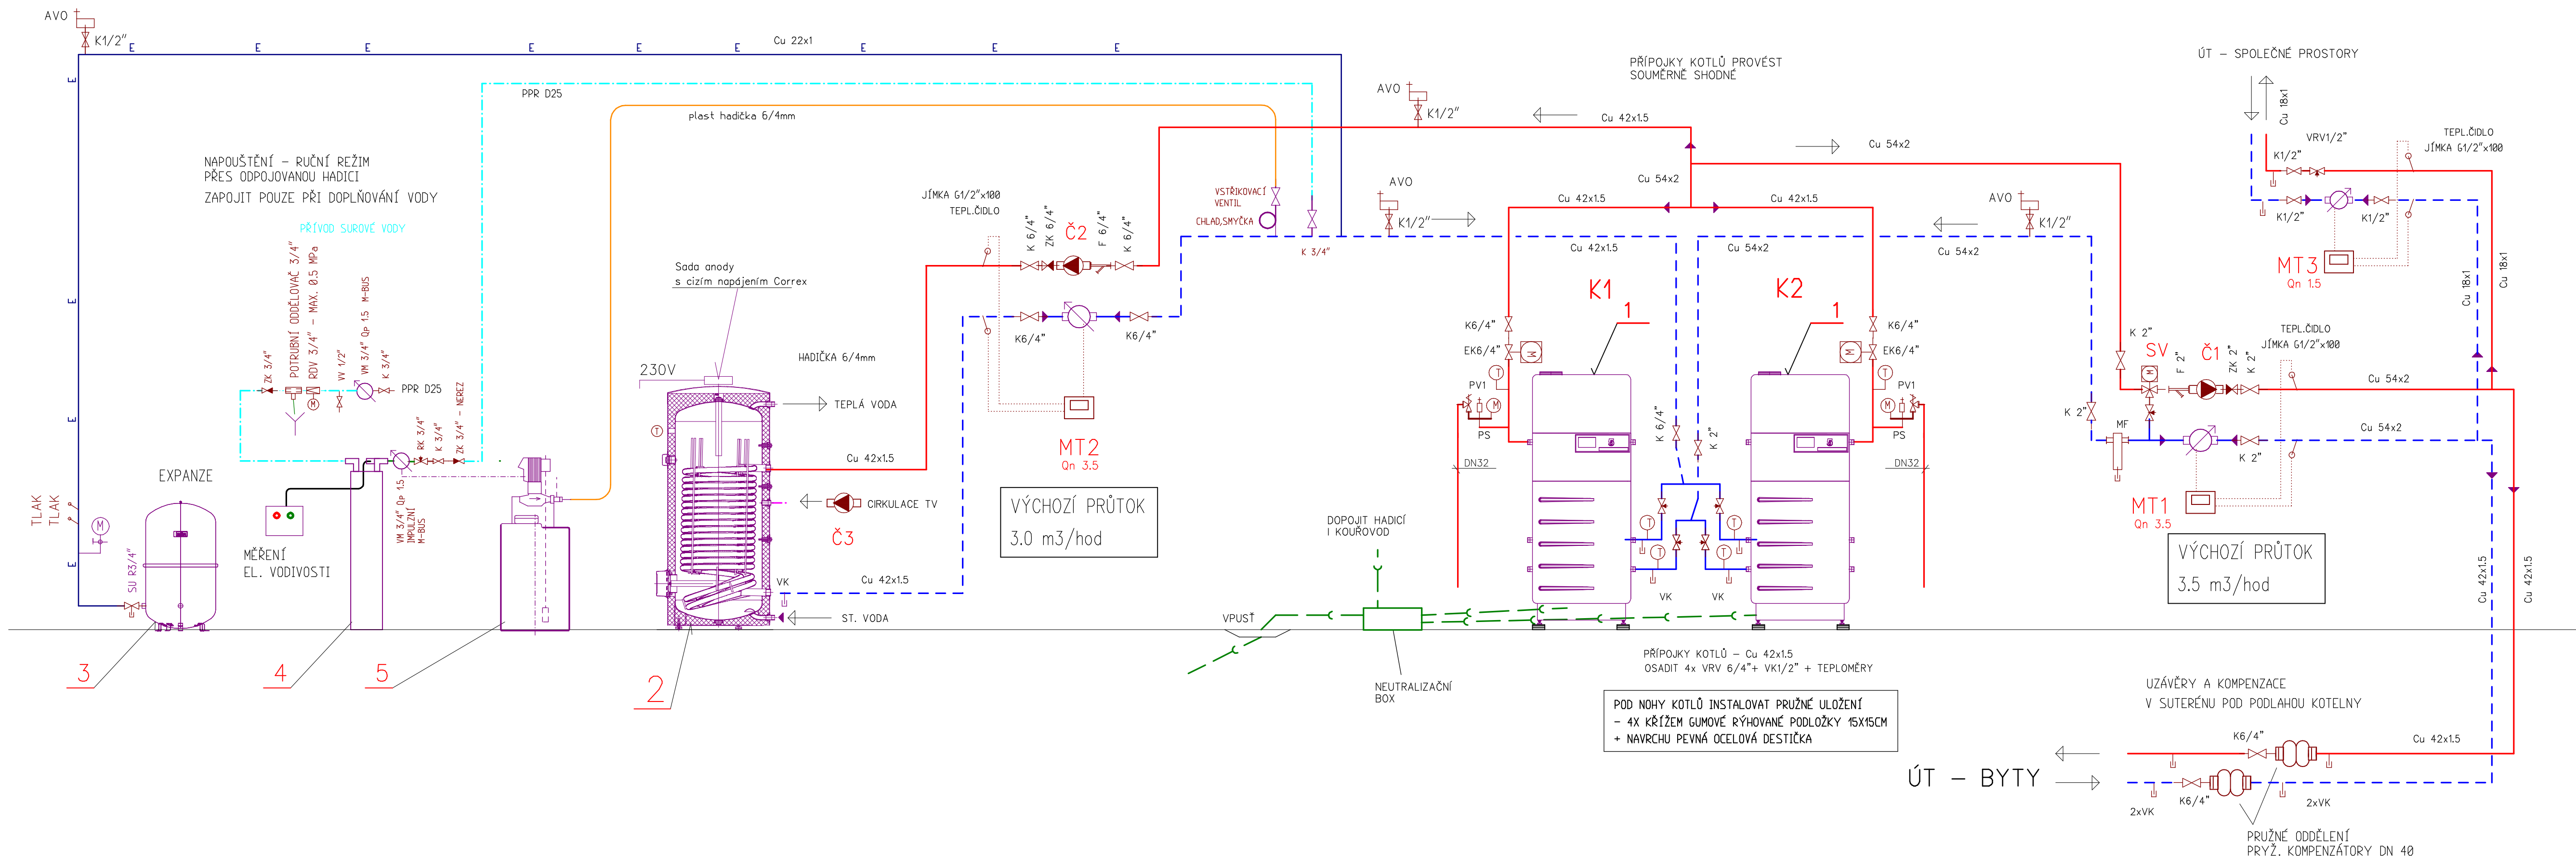 AVO
K1/2"
E E E E E E E E E
Cu 22x1
E
E
E
E
PPR D25
plast hadička 6/4mm
NAPOUŠTĚNÍ – RUČNÍ REŽIM
PŘES ODPOJOVANOU HADICI
ZAPOJIT POUZE PŘI DOPLŇOVÁNÍ VODY
PŘÍVOD SUROVÉ VODY
ZK 3/4"
POTRUBNÍ ODDĚLOVAČ 3/4"
RDV 3/4" – MAX. 0.5 MPa
VV 1/2"
VM 3/4" Qp 1.5 M-BUS
K 3/4"
PPR D25
M
RK 3/4"
K 3/4"
ZK 3/4" – NEREZ
VM 3/4" Qp 1.5
IMPULZNÍ
M-BUS
EXPANZE
TLAK
TLAK
M
SU R3/4"
MĚŘENÍ
EL. VODIVOSTI
3
4
5
2
Sada anody
s cizím napájením Correx
230V
T
TEPLÁ VODA
HADIČKA 6/4mm
Cu 42x1.5
CIRKULACE TV
Č3
Cu 42x1.5
VK
ST. VODA
JÍMKA G1/2"x100
TEPL.ČIDLO
K 6/4"
ZK 6/4"
Č2
F 6/4"
K 6/4"
K6/4"
K6/4"
MT2
Qn 3.5
VÝCHOZÍ PRŮTOK
3.0 m3/hod
VSTŘIKOVACÍ
VENTIL
CHLAD,SMYČKA
K 3/4"
AVO
K1/2"
AVO
K1/2"
Cu 42x1.5
PŘÍPOJKY KOTLŮ PROVÉST
SOUMĚRNĚ SHODNÉ
Cu 54x2
Cu 54x2
Cu 42x1.5
Cu 42x1.5
Cu 42x1.5
Cu 54x2
Cu 54x2
AVO
K1/2"
K1
1
K2
1
K6/4"
EK6/4"
M
T
PV1
M
PS
DN32
K 6/4"
K 2"
K6/4"
EK6/4"
M
T
PV1
M
PS
DN32
T
T
T
T
VK
VK
DOPOJIT HADICÍ
I KOUŘOVOD
VPUSŤ
NEUTRALIZAČNÍ
BOX
PŘÍPOJKY KOTLŮ – Cu 42x1.5
OSADIT 4x VRV 6/4"+ VK1/2" + TEPLOMĚRY
POD NOHY KOTLŮ INSTALOVAT PRUŽNÉ ULOŽENÍ
– 4X KŘÍŽEM GUMOVÉ RÝHOVANÉ PODLOŽKY 15X15CM
+ NAVRCHU PEVNÁ OCELOVÁ DESTIČKA
ÚT – SPOLEČNÉ PROSTORY
Cu 18x1
VRV1/2"
K1/2"
TEPL.ČIDLO
JÍMKA G1/2"x100
K1/2"
K1/2"
MT3
Qn 1.5
Cu 18x1
Cu 18x1
K 2"
SV
M
F 2"
Č1
ZK 2"
K 2"
TEPL.ČIDLO
JÍMKA G1/2"x100
Cu 54x2
K 2"
MF
K 2"
Cu 54x2
MT1
Qn 3.5
VÝCHOZÍ PRŮTOK
3.5 m3/hod
Cu 42x1.5
Cu 42x1.5
UZÁVĚRY A KOMPENZACE
V SUTERÉNU POD PODLAHOU KOTELNY
K6/4"
Cu 42x1.5
ÚT – BYTY
K6/4"
2xVK
2xVK
PRUŽNÉ ODDĚLENÍ
PRYŽ. KOMPENZÁTORY DN 40